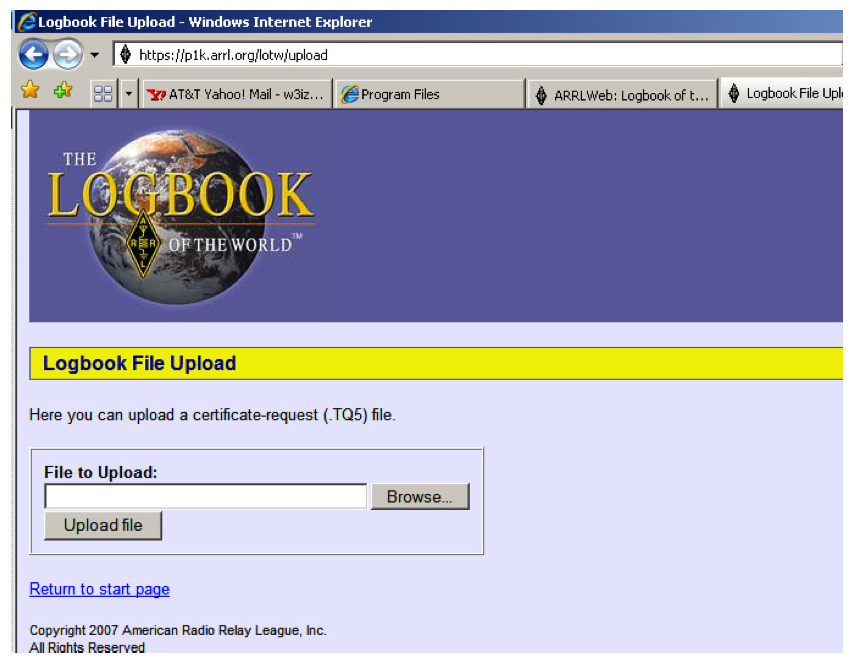 Logbook File Upload - Windows Internet Explorer
https://p1k.arrl.org/lotw/upload
AT&T Yahoo! Mail - w3iz...
Program Files
ARRLWeb: Logbook of t...
Logbook File Upl
THE
LOGBOOK
OF THE WORLD™
A
R R
L
Logbook File Upload
Here you can upload a certificate-request (.TQ5) file.
File to Upload:
Browse...
Upload file
Return to start page
Copyright 2007 American Radio Relay League, Inc.
All Rights Reserved